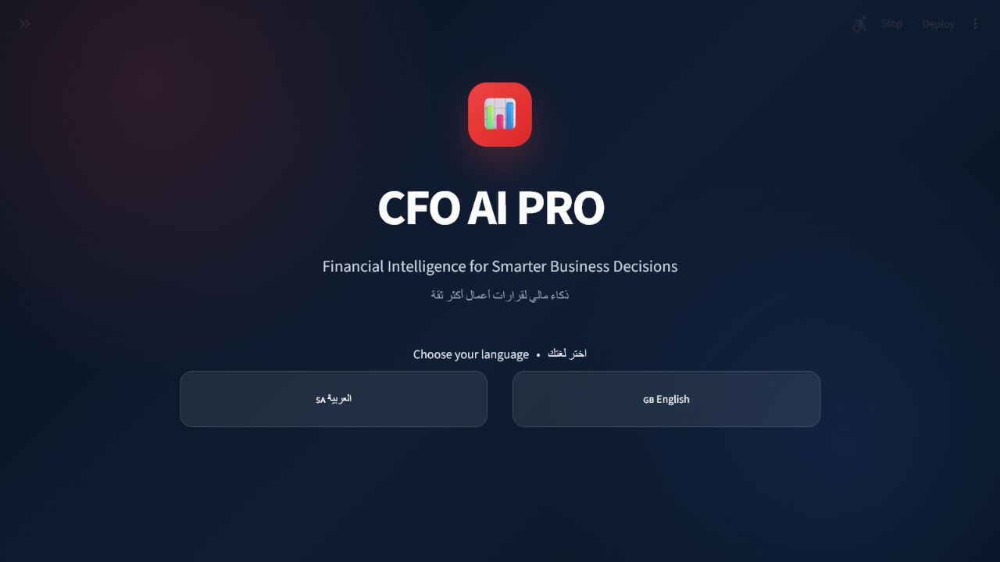 Stop Deploy
CFO AI PRO
Financial Intelligence for Smarter Business Decisions
ذكاء مالي لقرارات أعمال أكثر ثقة
Choose your language • اختر لغتك
SA العربية
GB English